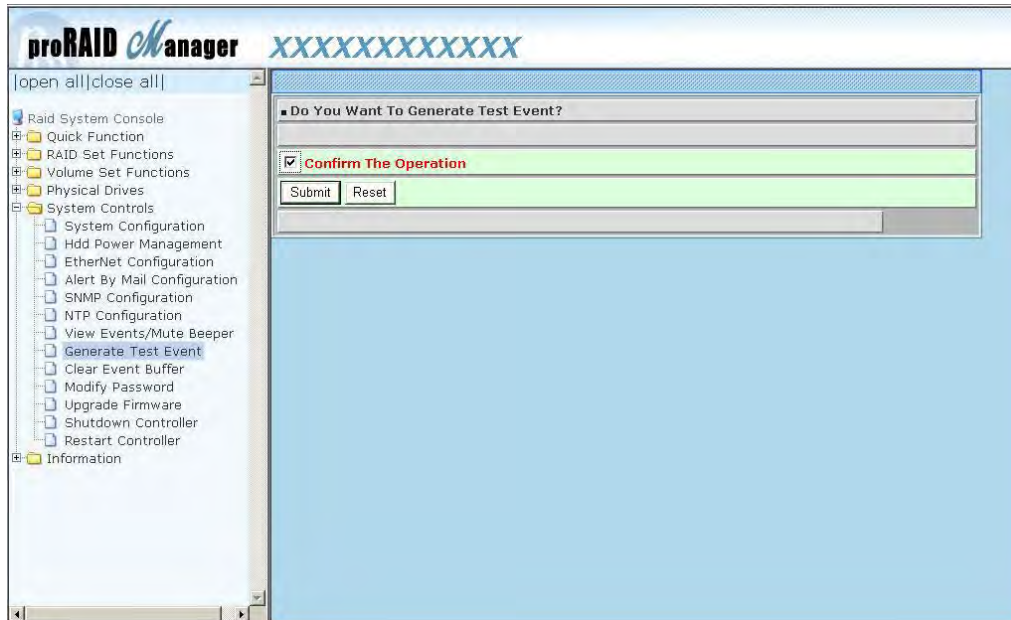 proRAID Manager XXXXXXXXXXXX
|open all|close all|
Raid System Console
Quick Function
RAID Set Functions
Volume Set Functions
Physical Drives
System Controls
System Configuration
Hdd Power Management
EtherNet Configuration
Alert By Mail Configuration
SNMP Configuration
NTP Configuration
View Events/Mute Beeper
Generate Test Event
Clear Event Buffer
Modify Password
Upgrade Firmware
Shutdown Controller
Restart Controller
Information
Do You Want To Generate Test Event?
Confirm The Operation
Submit Reset